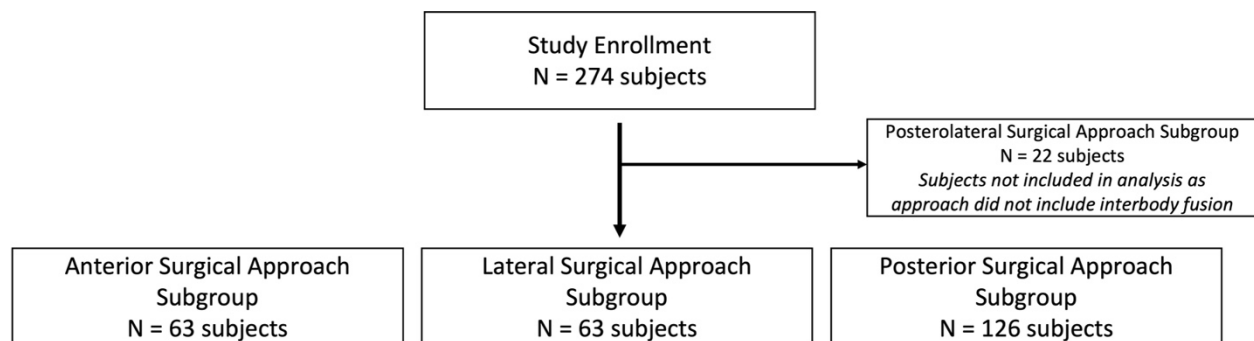 Study Enrollment
N = 274 subjects
Posterolateral Surgical Approach Subgroup
N = 22 subjects
Subjects not included in analysis as
approach did not include interbody fusion
Anterior Surgical Approach
Subgroup
N = 63 subjects
Lateral Surgical Approach
Subgroup
N = 63 subjects
Posterior Surgical Approach
Subgroup
N = 126 subjects